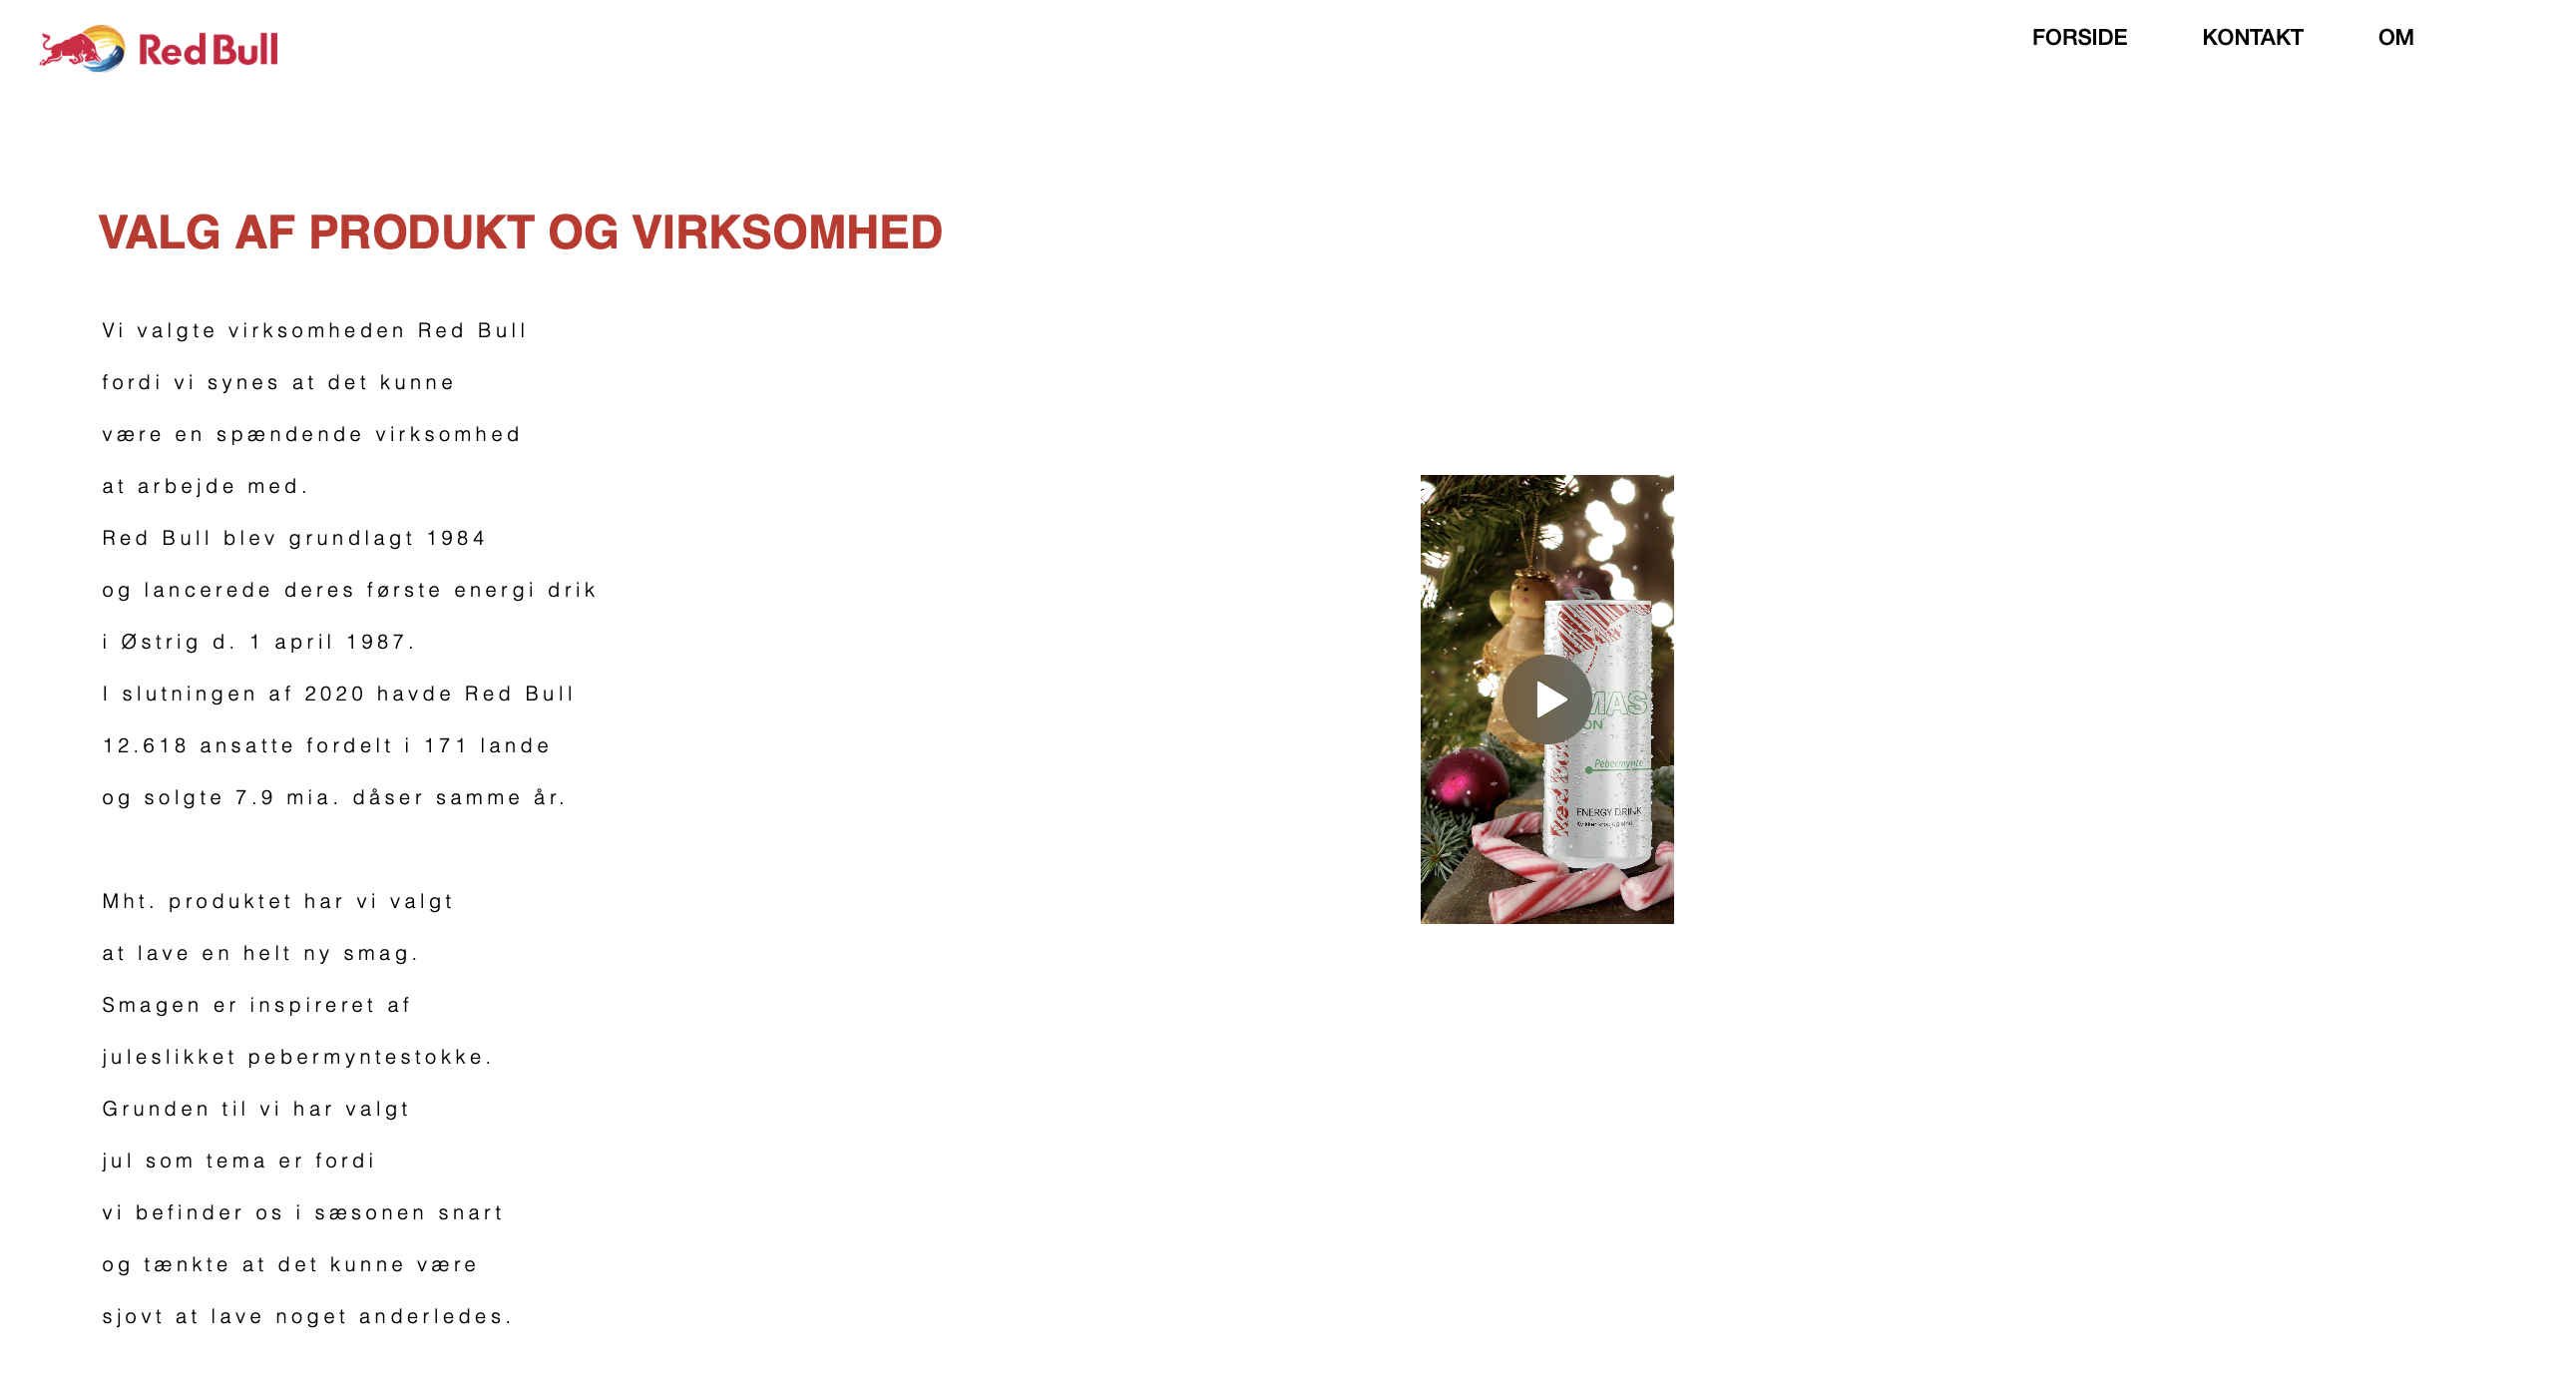 Red Bull
FORSIDE
KONTAKT
OM
VALG AF PRODUKT OG VIRKSOMHED
Vi valgte virksomheden Red Bull
fordi vi synes at det kunne
være en spændende virksomhed
at arbejde med.
Red Bull blev grundlagt 1984
og lancerede deres første energi drik
i Østrig d. 1 april 1987.
I slutningen af 2020 havde Red Bull
12.618 ansatte fordelt i 171 lande
og solgte 7.9 mia. dåser samme år.
Mht. produktet har vi valgt
at lave en helt ny smag.
Smagen er inspireret af
juleslikket pebermyntestokke.
Grunden til vi har valgt
jul som tema er fordi
vi befinder os i sæsonen snart
og tænkte at det kunne være
sjovt at lave noget anderledes.
MAS
ON
Pebermynte
ENERGY DRINK